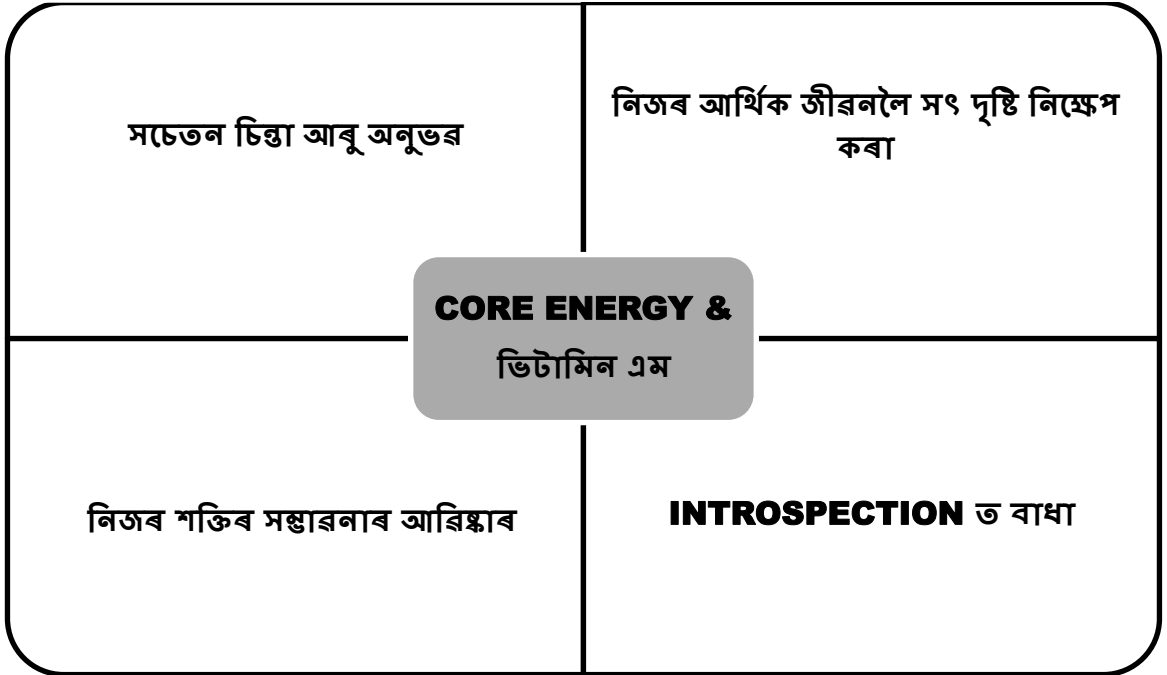 সচেতন চিন্তা আৰু অনুভৱ
নিজৰ আৰ্থিক জীৱনলৈ সৎ দৃষ্টি নিক্ষেপ
কৰা
CORE ENERGY &
ভিটামিন এম
নিজৰ শক্তিৰ সম্ভাৱনাৰ আৱিষ্কাৰ
INTROSPECTION ত বাধা